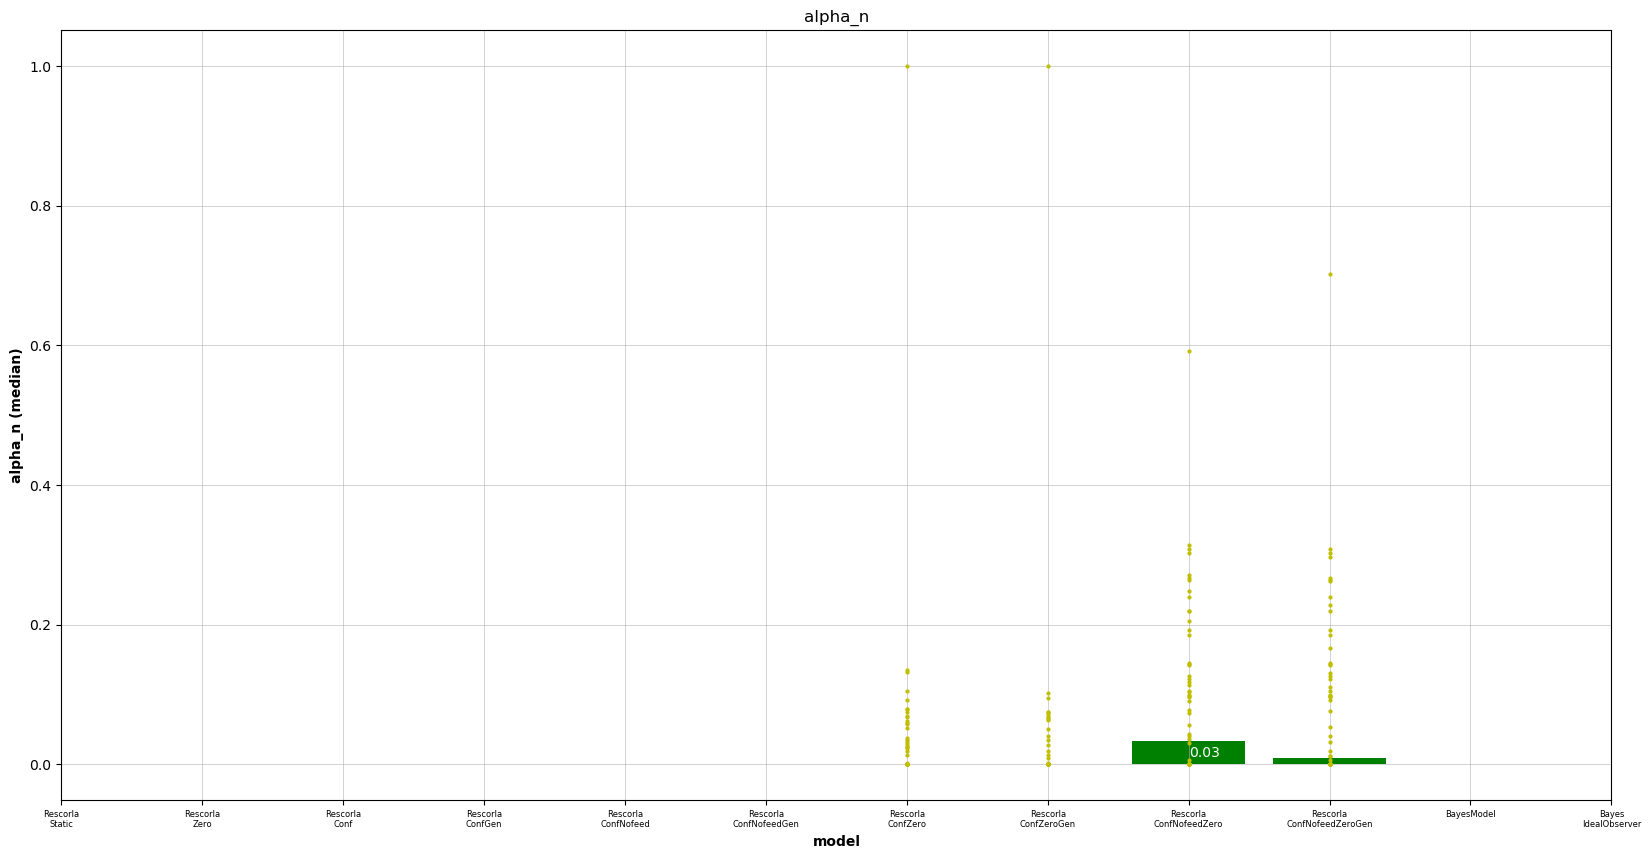 alpha_n
1.0
0.8
0.6
0.4
0.2
0.0
alpha_n (median)
0.03
Rescorla
Static
Rescorla
Zero
Rescorla
Conf
Rescorla
ConfGen
Rescorla
ConfNofeed
Rescorla
ConfNofeedGen
Rescorla
ConfZero
Rescorla
ConfZeroGen
Rescorla
ConfNofeedZero
Rescorla
ConfNofeedZeroGen
BayesModel
Bayes
IdealObserver
model